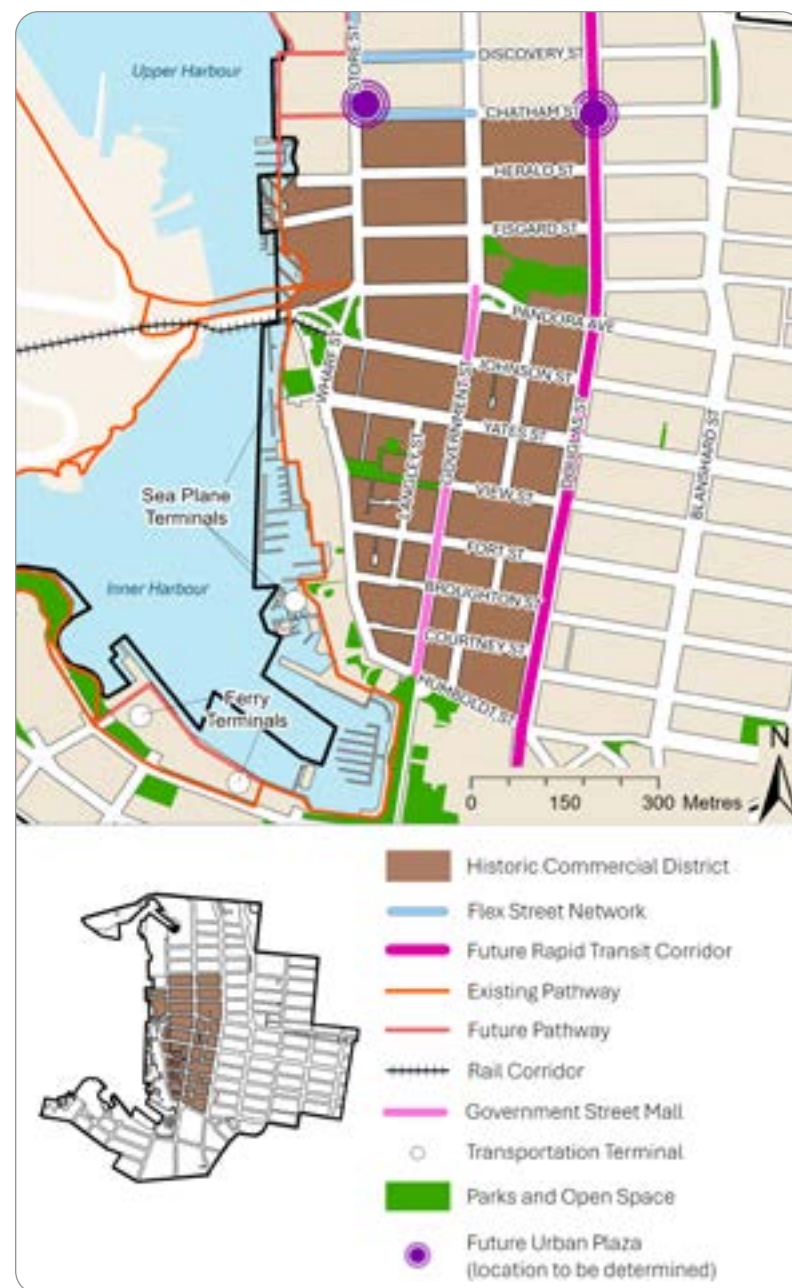 Upper Harbour
STORE ST
DISCOVERY ST
CHATHAM ST
HERALD ST
FISGARD ST
PANDORA AVE
WHARF ST
JOHNSON ST
GOVERNMENT ST
YATES ST
DOUGLAS ST
BLANSHARD ST
LANGLEY ST
VIEW ST
Sea Plane
Terminals
FORT ST
Inner Harbour
BROUGHTON ST
COURTNEY ST
HUMBOLDT ST
Ferry
Terminals
N
0 150 300 Metres
Historic Commercial District
Flex Street Network
Future Rapid Transit Corridor
Existing Pathway
Future Pathway
Rail Corridor
Government Street Mall
Transportation Terminal
Parks and Open Space
Future Urban Plaza
(location to be determined)